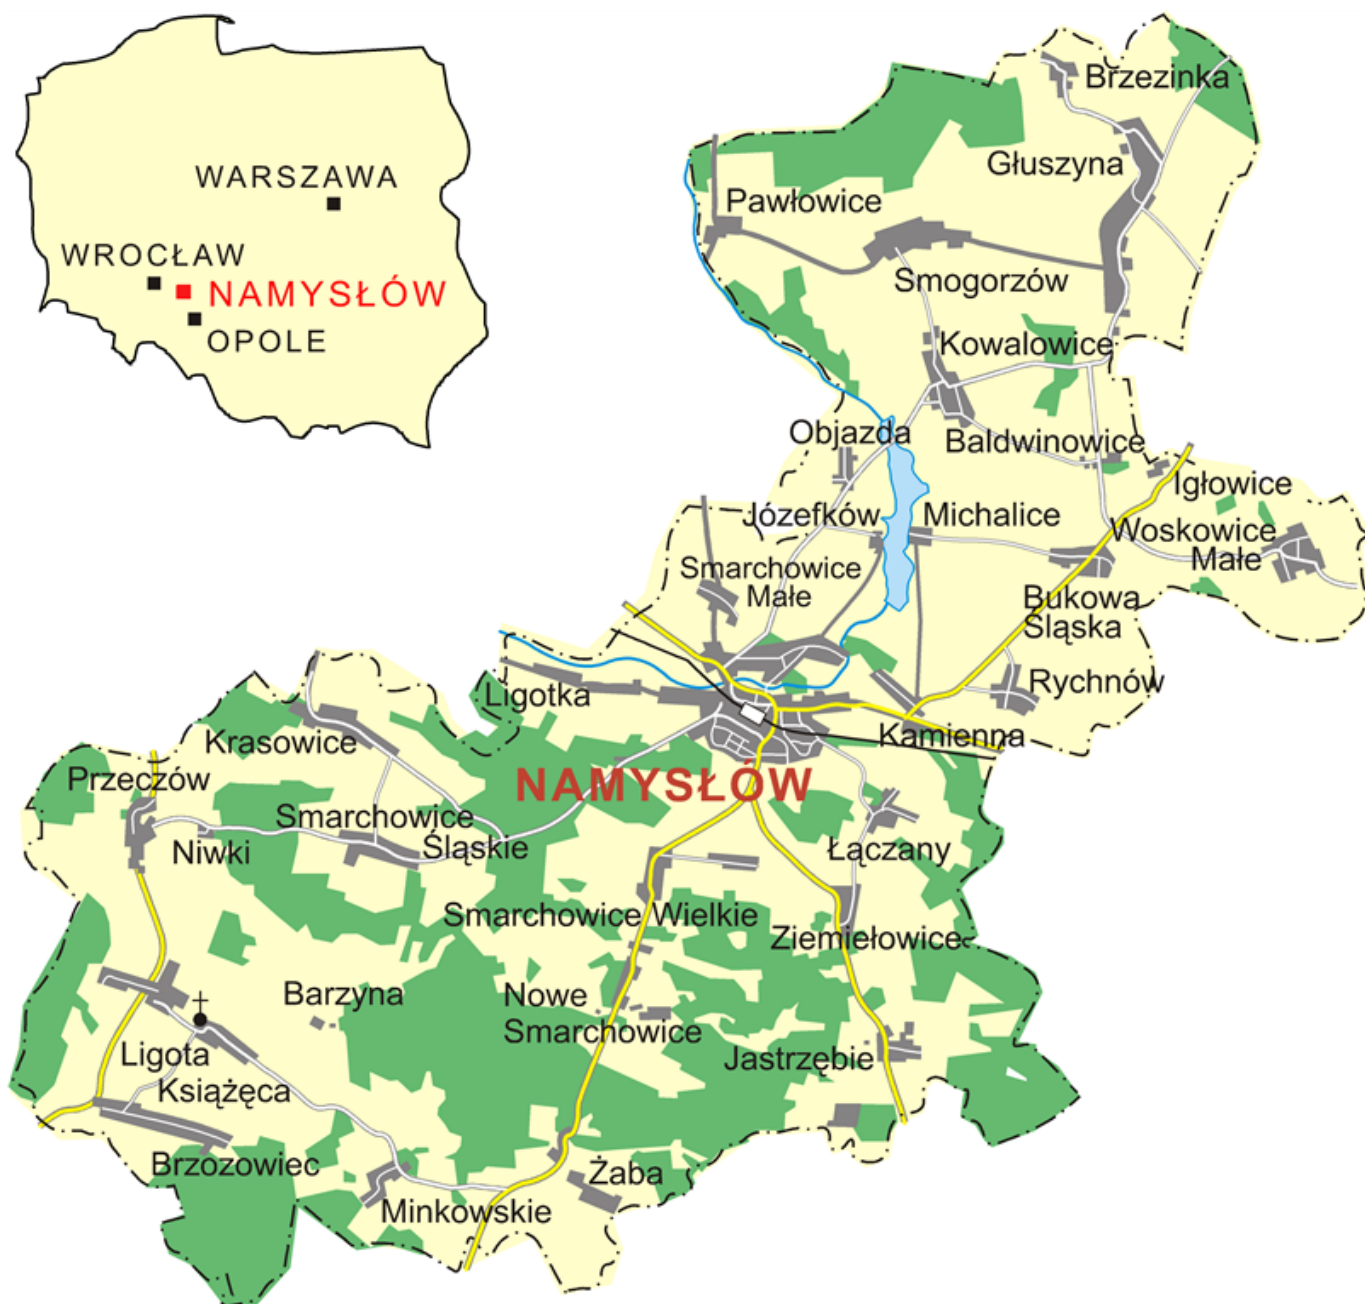 WARSZAWA
WROCŁAW
NAMYSŁÓW
OPOLE
Brzezinka
Głuszyna
Pawłowice
Smogorzów
Kowalowice
Objazda
Baldwinowice
Igłowice
Józefków
Michalice
Woskowice
Małe
Smarchowice
Małe
Bukowa
Śląska
Rychnów
Ligotka
Kamienna
Krasowice
Przeczów
NAMYSŁÓW
Smarchowice
Śląskie
Niwki
Łączany
Smarchowice Wielkie
Ziemiełowice
Barzyna
Nowe
Smarchowice
Ligota
Książęca
Jastrzębie
Brzozowiec
Żaba
Minkowskie